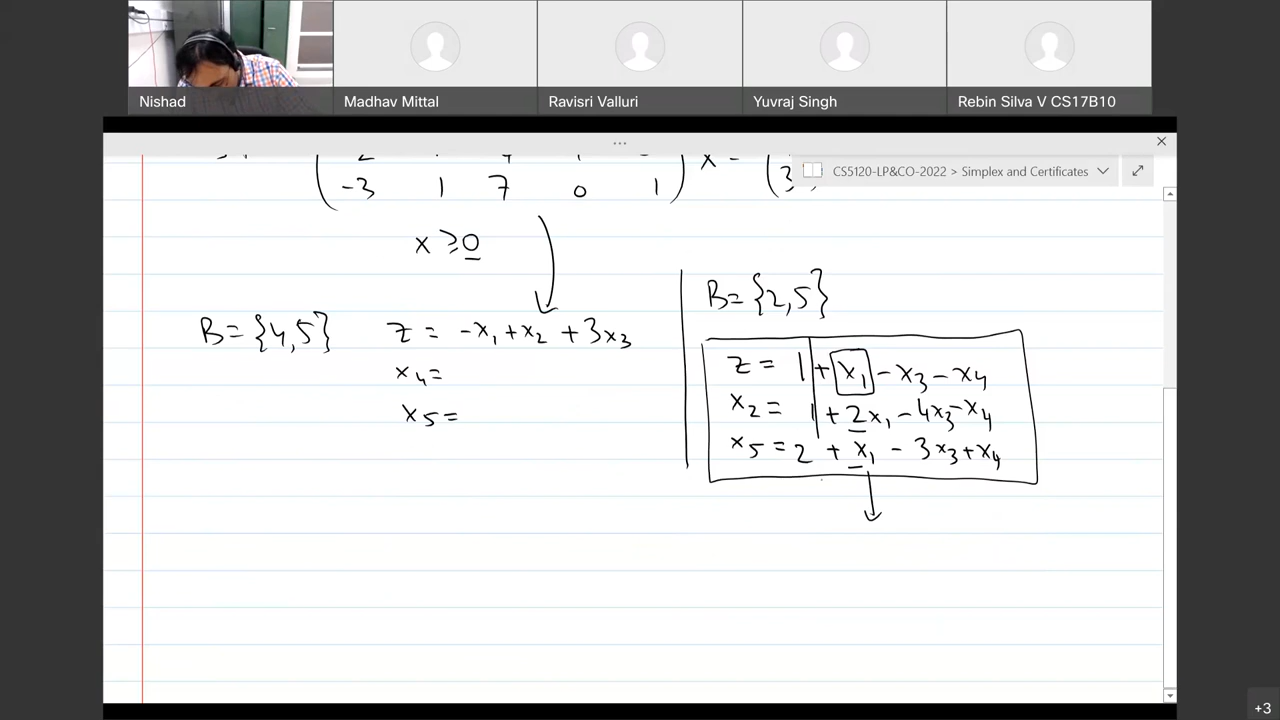 Nishad
Madhav Mittal
Ravisri Valluri
Yuvraj Singh
Rebin Silva V CS17B10
CS5120-LP&CO-2022 > Simplex and Certificates
x =
-3 1 7 0 1
3
x ≥ 0
B = {4,5}
z = -x₁ + x₂ + 3x₃
x₄ =
x₅ =
B = {2,5}
z = 1 + x₁ - x₃ - x₄
x₂ = 1 + 2x₁ - 4x₃ - x₄
x₅ = 2 + x₁ - 3x₃ + x₄
+3